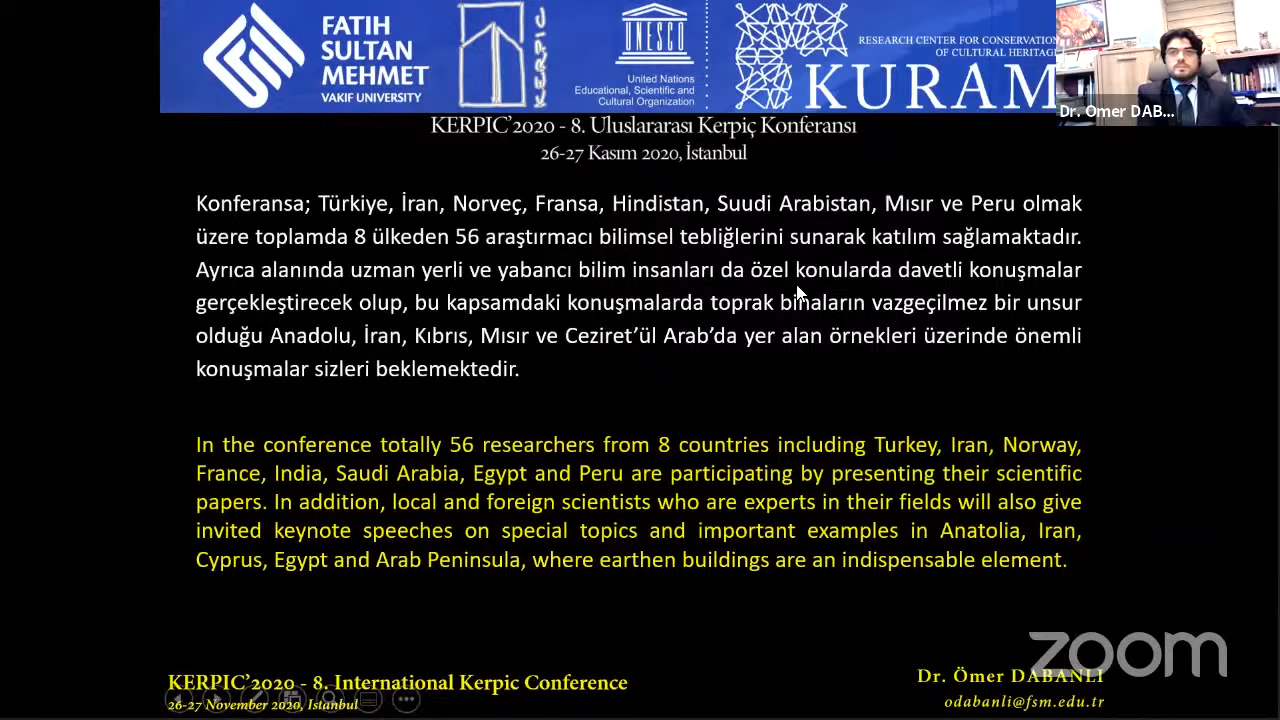 FATIH
SULTAN
MEHMET
VAKIF UNIVERSITY
KERPIC
UNESCO
United Nations
Educational, Scientific and
Cultural Organization
RESEARCH CENTER FOR CONSERVATION
OF CULTURAL HERITAGE
KURAM
Dr. Omer DAB...
KERPIC'2020 - 8. Uluslararası Kerpiç Konferansı
26-27 Kasım 2020, İstanbul
Konferansa; Türkiye, İran, Norveç, Fransa, Hindistan, Suudi Arabistan, Mısır ve Peru olmak
üzere toplamda 8 ülkeden 56 araştırmacı bilimsel tebliğlerini sunarak katılım sağlamaktadır.
Ayrıca alanında uzman yerli ve yabancı bilim insanları da özel konularda davetli konuşmalar
gerçekleştirecek olup, bu kapsamdaki konuşmalarda toprak binaların vazgeçilmez bir unsur
olduğu Anadolu, İran, Kıbrıs, Mısır ve Ceziret'ül Arab'da yer alan örnekleri üzerinde önemli
konuşmalar sizleri beklemektedir.
In the conference totally 56 researchers from 8 countries including Turkey, Iran, Norway,
France, India, Saudi Arabia, Egypt and Peru are participating by presenting their scientific
papers. In addition, local and foreign scientists who are experts in their fields will also give
invited keynote speeches on special topics and important examples in Anatolia, Iran,
Cyprus, Egypt and Arab Peninsula, where earthen buildings are an indispensable element.
zoom
KERPIC'2020 - 8. International Kerpic Conference
26-27 November 2020, Istanbul
Dr. Ömer DABANLI
odabanli@fsm.edu.tr